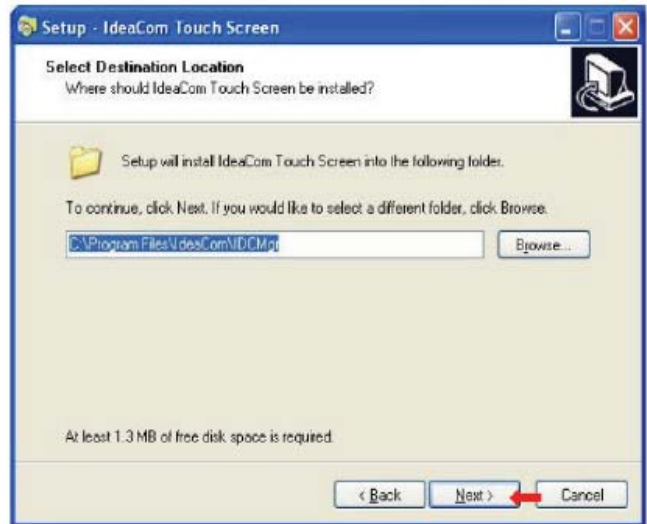 Setup - IdeaCom Touch Screen
Select Destination Location
Where should IdeaCom Touch Screen be installed?
Setup will install IdeaCom Touch Screen into the following folder.
To continue, click Next. If you would like to select a different folder, click Browse.
C:\Program Files\IdeaCom\IDCMgr
Browse...
At least 1.3 MB of free disk space is required.
< Back
Next >
Cancel